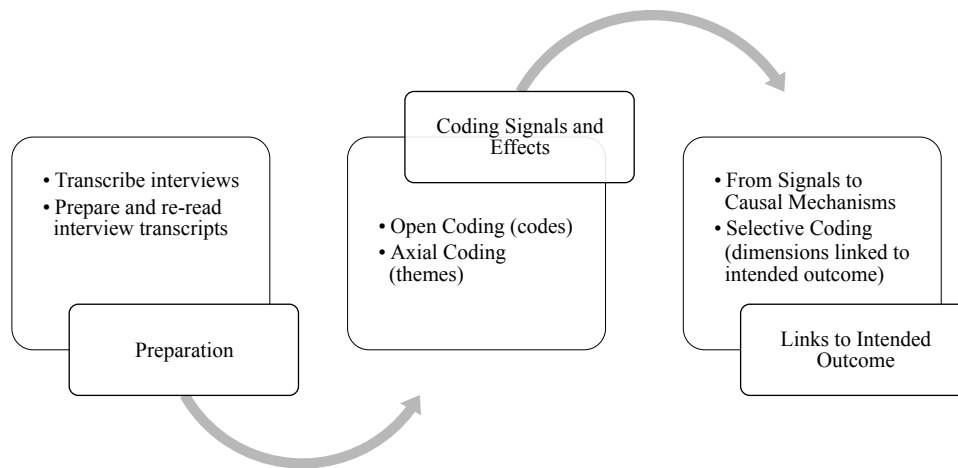 • Transcribe interviews
• Prepare and re-read
interview transcripts
Preparation
Coding Signals and
Effects
• Open Coding (codes)
• Axial Coding
(themes)
• From Signals to
Causal Mechanisms
• Selective Coding
(dimensions linked to
intended outcome)
Links to Intended
Outcome